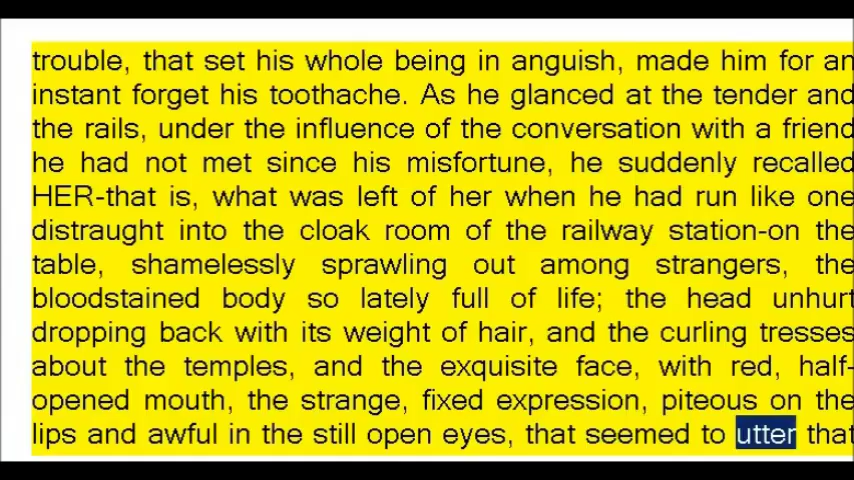 trouble, that set his whole being in anguish, made him for an
instant forget his toothache. As he glanced at the tender and
the rails, under the influence of the conversation with a friend
he had not met since his misfortune, he suddenly recalled
HER-that is, what was left of her when he had run like one
distraught into the cloak room of the railway station-on the
table, shamelessly sprawling out among strangers, the
bloodstained body so lately full of life; the head unhurt
dropping back with its weight of hair, and the curling tresses
about the temples, and the exquisite face, with red, half-
opened mouth, the strange, fixed expression, piteous on the
lips and awful in the still open eyes, that seemed to utter that